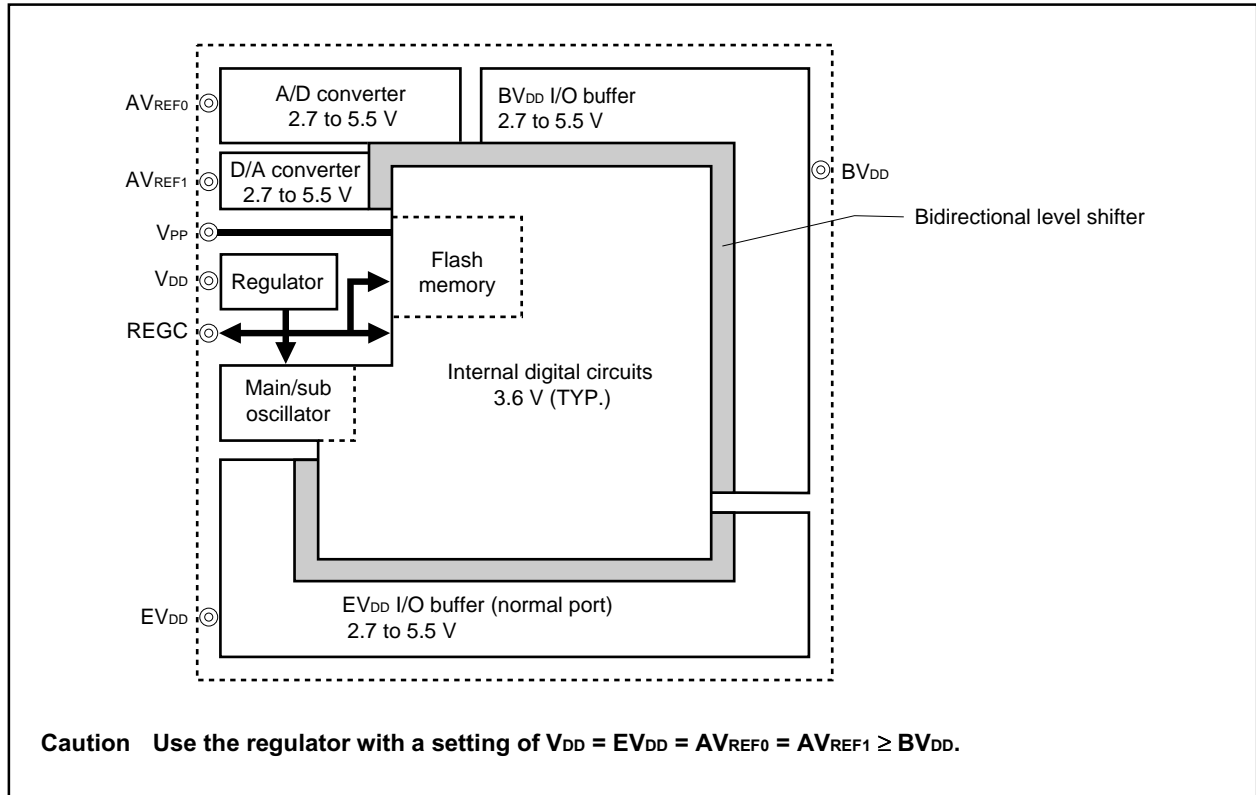 AVREF0
A/D converter
2.7 to 5.5 V
BVDD I/O buffer
2.7 to 5.5 V
AVREF1
D/A converter
2.7 to 5.5 V
BVDD
Bidirectional level shifter
VPP
Flash
memory
VDD
Regulator
REGC
Internal digital circuits
3.6 V (TYP.)
Main/sub
oscillator
EVDD I/O buffer (normal port)
2.7 to 5.5 V
EVDD
Caution Use the regulator with a setting of VDD = EVDD = AVREF0 = AVREF1 ≥ BVDD.